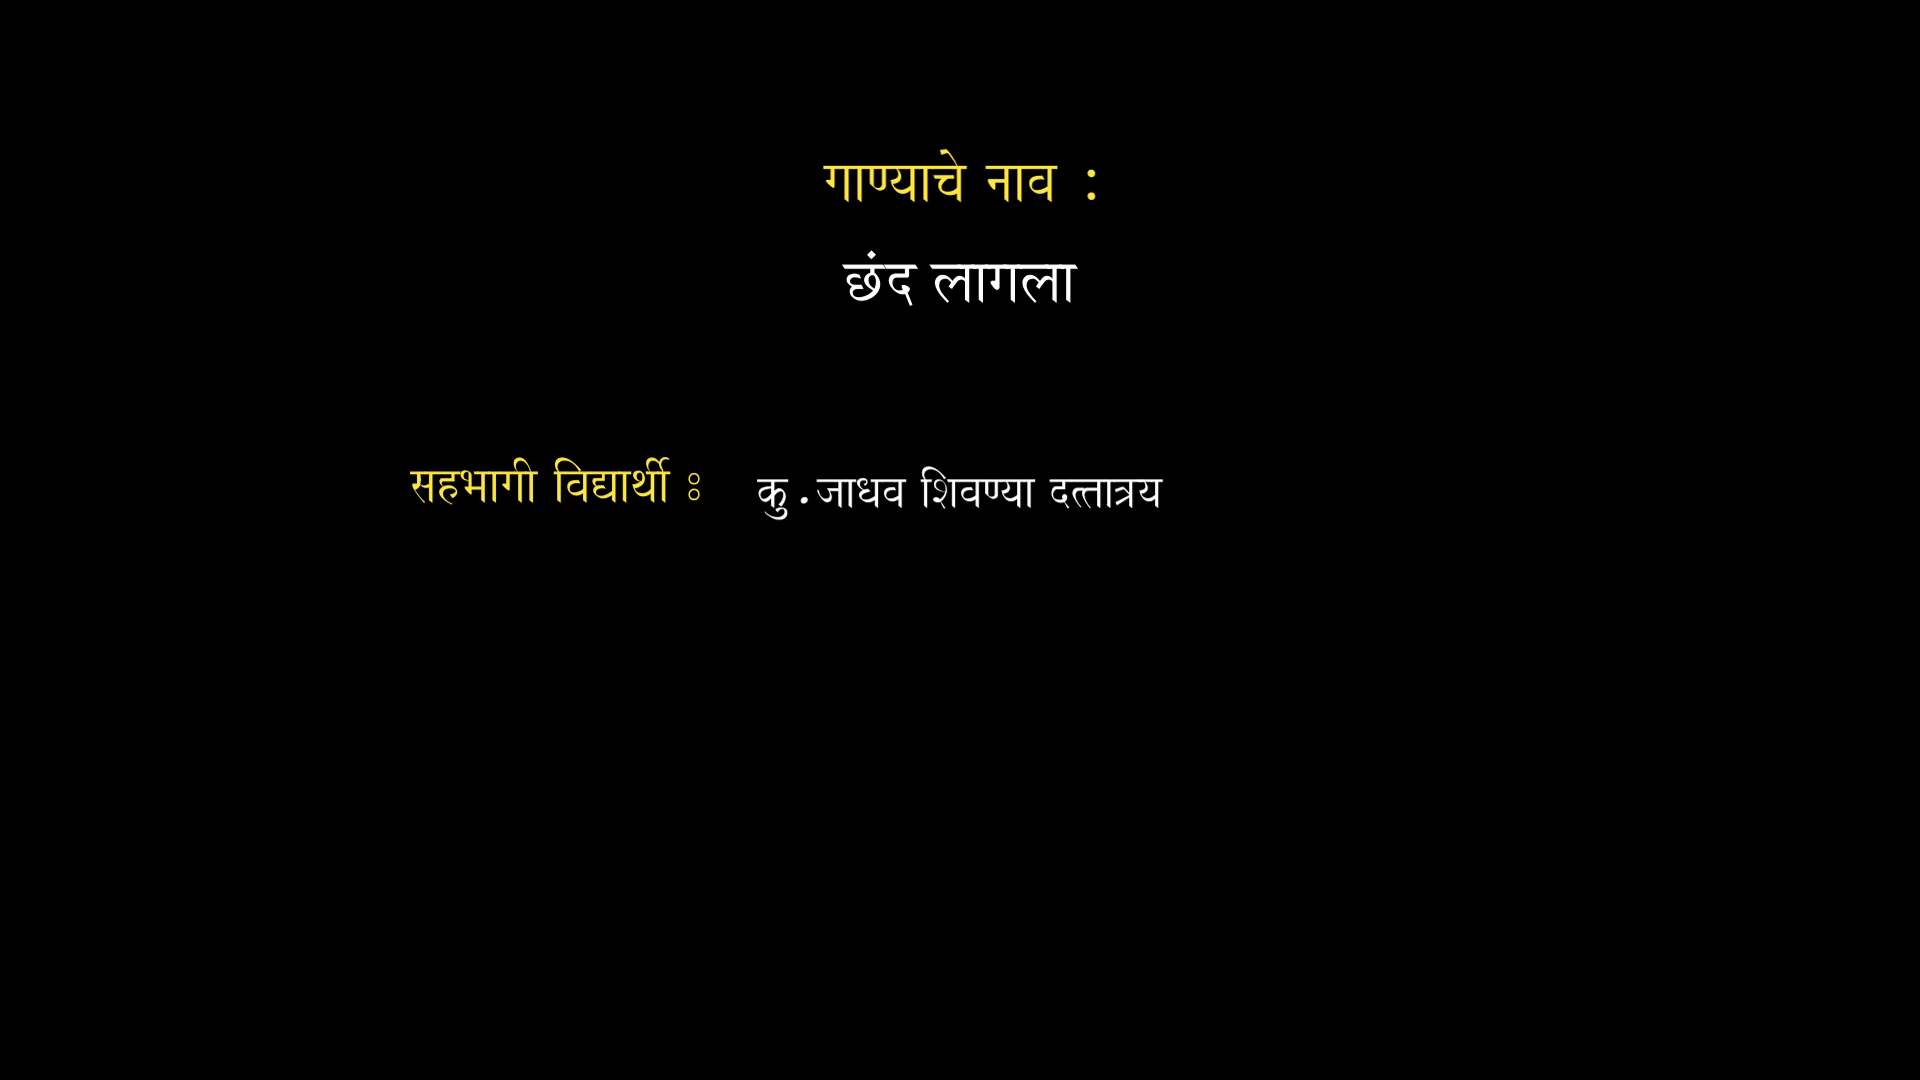 गाण्याचे नाव :
छंद लागला
सहभागी विद्यार्थी ः कु.जाधव शिवण्या दत्तात्रय